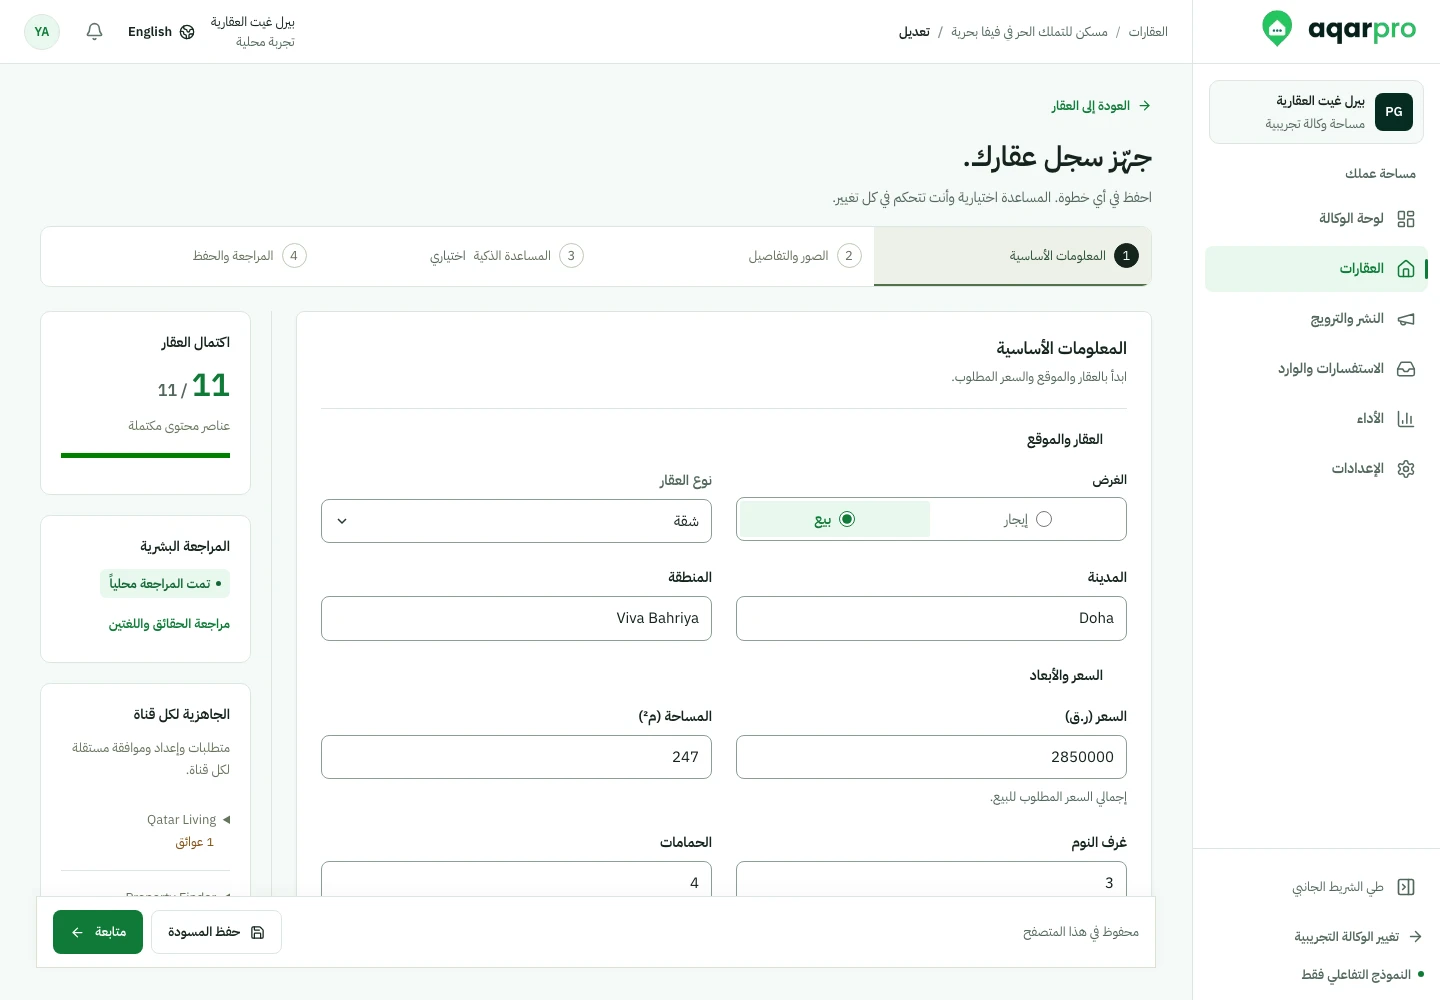 aqarpro
PG
بيرل غيت العقارية
مساحة وكالة تجريبية
مساحة عملك
لوحة الوكالة
العقارات
النشر والترويج
الاستفسارات والوارد
الأداء
الإعدادات
طي الشريط الجانبي
تغيير الوكالة التجريبية
النموذج التفاعلي فقط
العقارات / مسكن للتملك الحر في فيفا بحرية / تعديل
بيرل غيت العقارية
تجربة محلية
English
YA
العودة إلى العقار
جهّز سجل عقارك.
احفظ في أي خطوة. المساعدة اختيارية وأنت تتحكم في كل تغيير.
1 المعلومات الأساسية
2 الصور والتفاصيل
3 المساعدة الذكية اختياري
4 المراجعة والحفظ
المعلومات الأساسية
ابدأ بالعقار والموقع والسعر المطلوب.
العقار والموقع
الغرض
إيجار
بيع
نوع العقار
شقة
المدينة
Doha
المنطقة
Viva Bahriya
السعر والأبعاد
السعر (ر.ق)
2850000
إجمالي السعر المطلوب للبيع.
المساحة (م²)
247
غرف النوم
3
الحمامات
4
اكتمال العقار
11 / 11
عناصر محتوى مكتملة
المراجعة البشرية
تمت المراجعة محلياً
مراجعة الحقائق واللغتين
الجاهزية لكل قناة
متطلبات وإعداد وموافقة مستقلة
لكل قناة.
Qatar Living
1 عوائق
Property Finder
محفوظ في هذا المتصفح
حفظ المسودة
متابعة